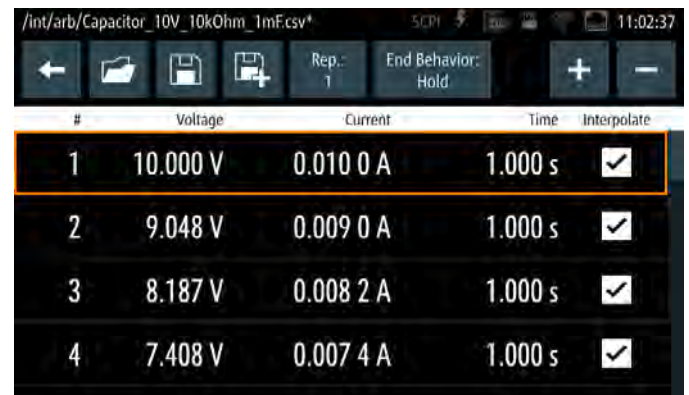 /int/arb/Capacitor_10V_10kOhm_1mF.csv* SCPI 11:02:37
Rep.: End Behavior:
1 Hold
# Voltage Current Time Interpolate
1 10.000 V 0.010 0 A 1.000 s
2 9.048 V 0.009 0 A 1.000 s
3 8.187 V 0.008 2 A 1.000 s
4 7.408 V 0.007 4 A 1.000 s